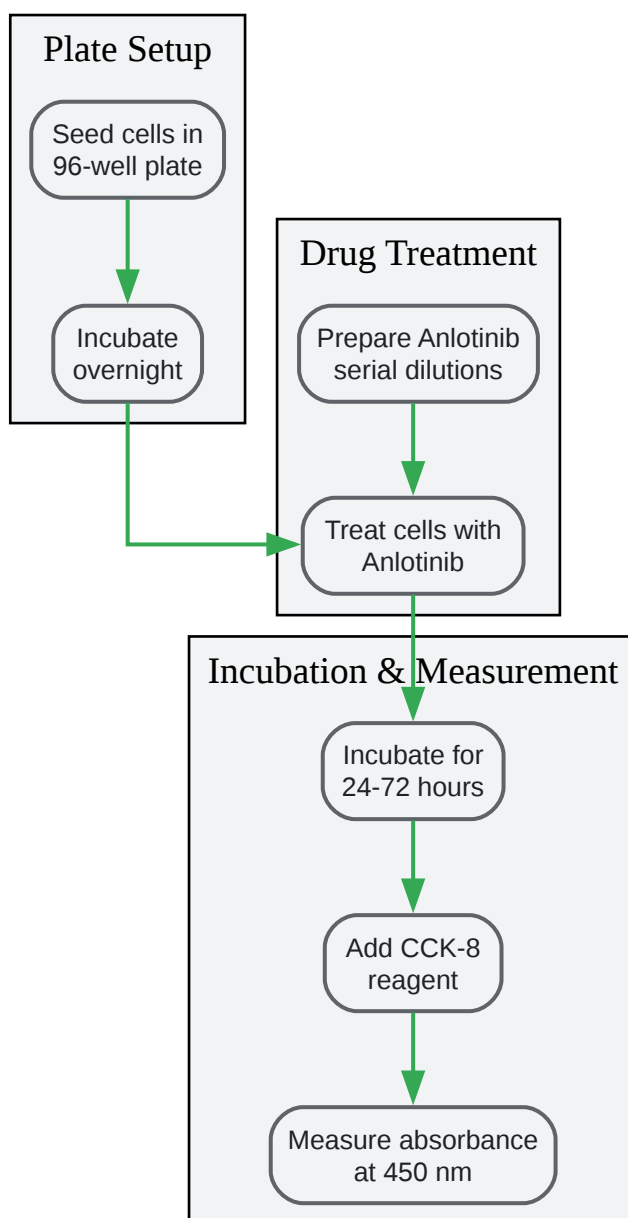 Plate Setup
Seed cells in
96-well plate
Incubate
overnight
Drug Treatment
Prepare Anlotinib
serial dilutions
Treat cells with
Anlotinib
Incubation & Measurement
Incubate for
24-72 hours
Add CCK-8
reagent
Measure absorbance
at 450 nm